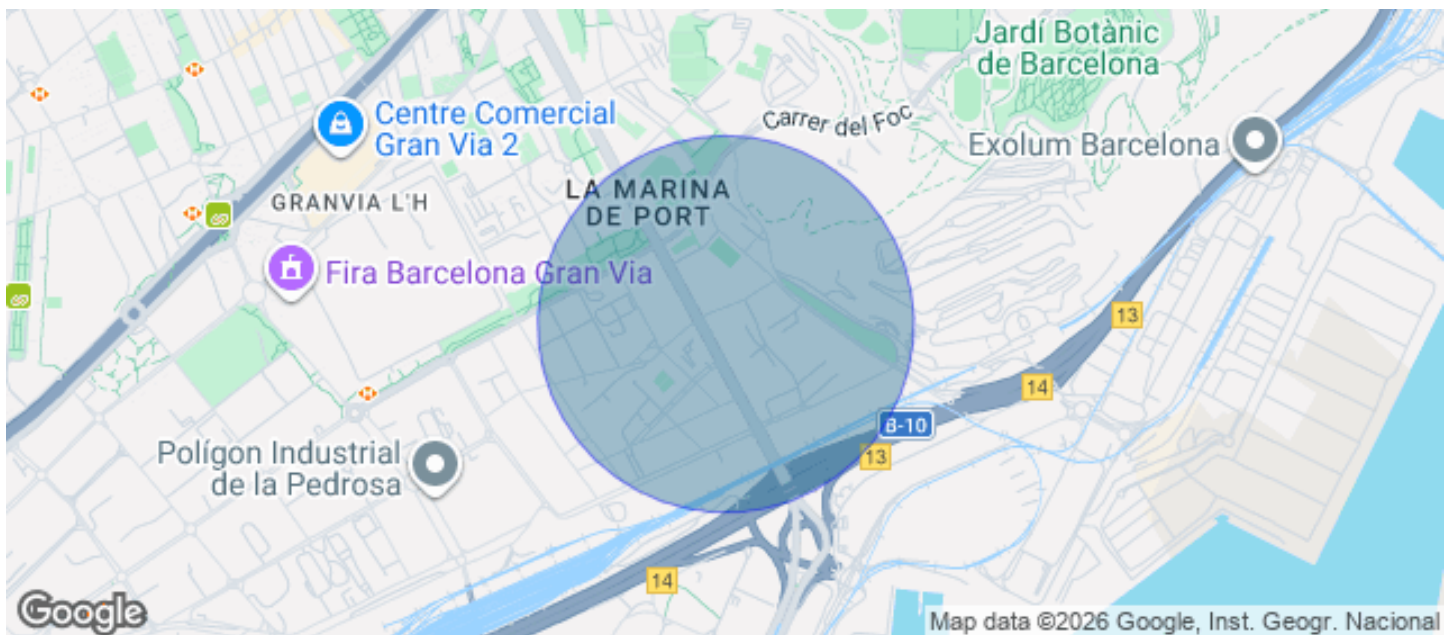 Jardí Botànic
de Barcelona
Carrer del Foc
Centre Comercial
Gran Via 2
Exolum Barcelona
LA MARINA
DE PORT
GRANVIA L'H
Fira Barcelona Gran Via
13
14
B-10
13
Polígon Industrial
de la Pedrosa
14
Google
Map data ©2026 Google, Inst. Geogr. Nacional